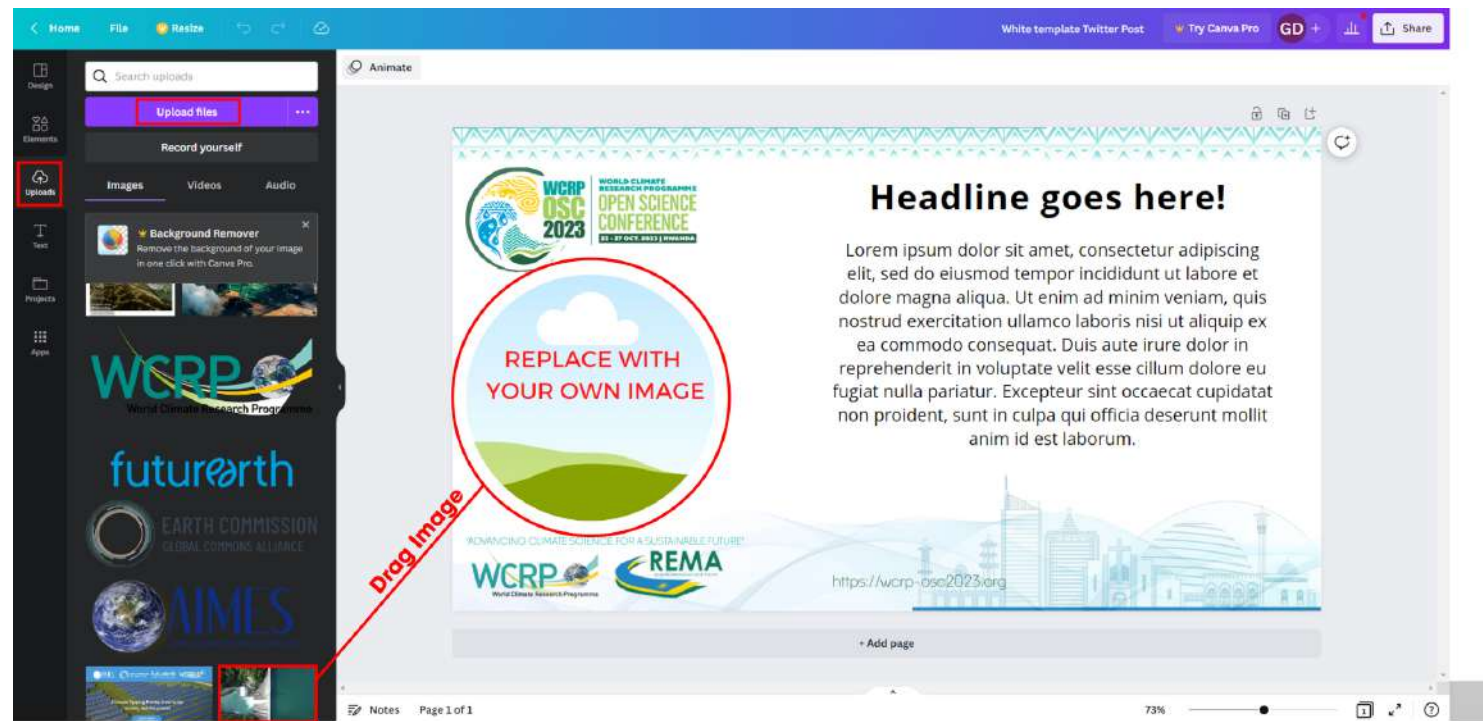 Home File Resize
White template Twitter Post Try Canva Pro GD + Share
Design
Elements
Uploads
Text
Projects
Apps
Search uploads
Upload files
Record yourself
Images Videos Audio
Background Remover
Remove the background of your image
in one click with Canva Pro.
WCRP
World Climate Research Programme
futurearth
EARTH COMMISSION
GLOBAL COMMONS ALLIANCE
AIMES
Animate
WCRP
OSC
2023
WORLD CLIMATE
RESEARCH PROGRAMME
OPEN SCIENCE
CONFERENCE
23 - 27 OCT. 2023 | RWANDA
REPLACE WITH
YOUR OWN IMAGE
Drag Image
"ADVANCING CLIMATE SCIENCE FOR A SUSTAINABLE FUTURE"
WCRP
World Climate Research Programme
REMA
Headline goes here!
Lorem ipsum dolor sit amet, consectetur adipiscing
elit, sed do eiusmod tempor incididunt ut labore et
dolore magna aliqua. Ut enim ad minim veniam, quis
nostrud exercitation ullamco laboris nisi ut aliquip ex
ea commodo consequat. Duis aute irure dolor in
reprehenderit in voluptate velit esse cillum dolore eu
fugiat nulla pariatur. Excepteur sint occaecat cupidatat
non proident, sunt in culpa qui officia deserunt mollit
anim id est laborum.
https://wcrp-osc2023.org
+ Add page
Notes Page 1 of 1
73%
1